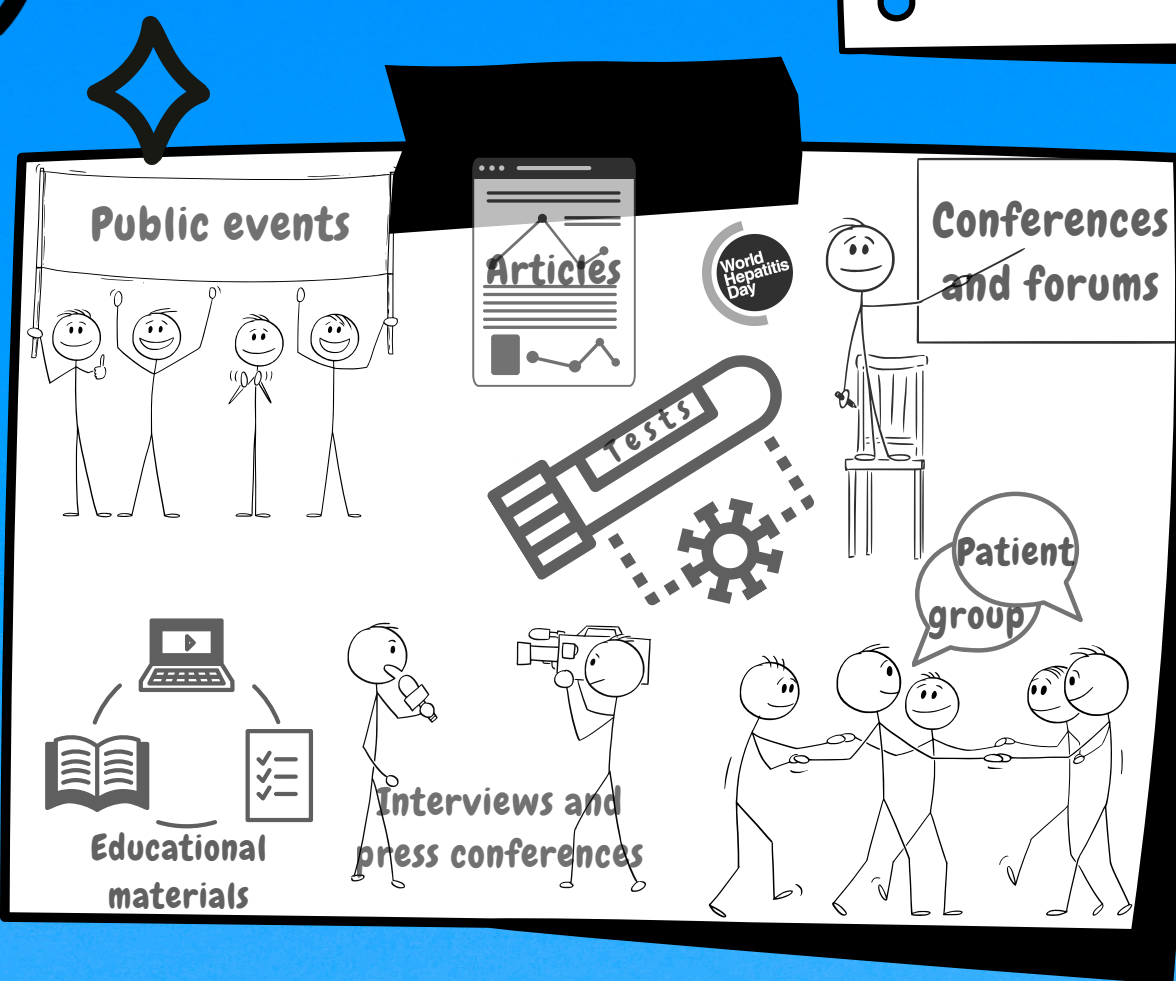 Public events
Articles
World
Hepatitis
Day
Conferences
and forums
Tests
Patient
group
Educational
materials
Interviews and
press conferences